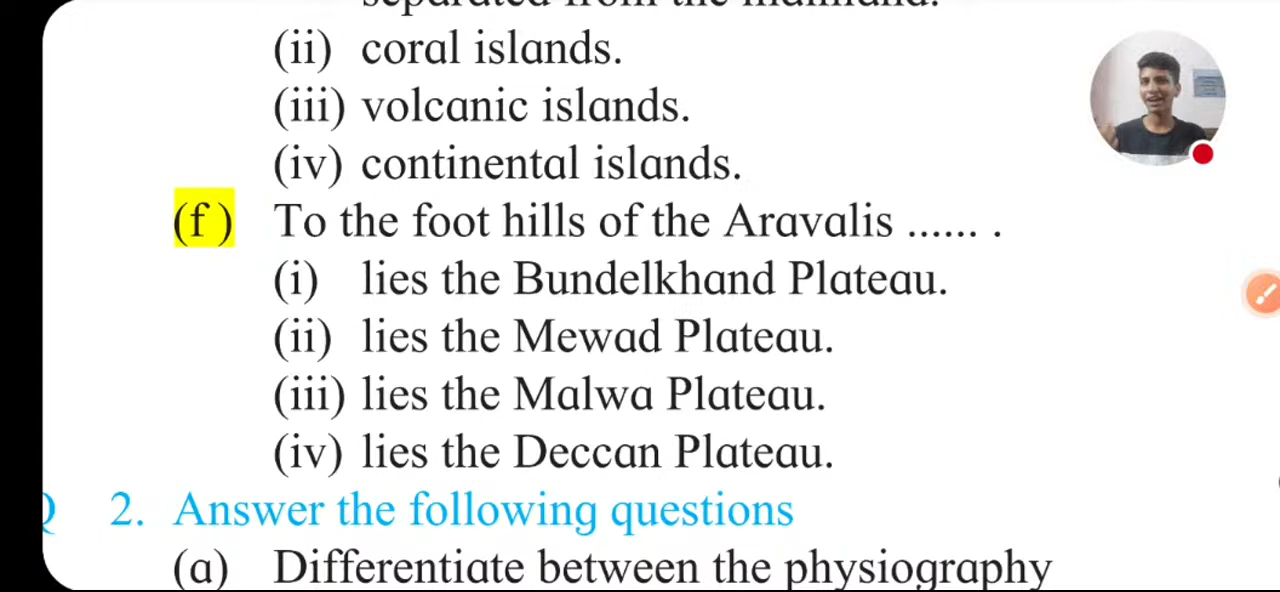 (ii) coral islands.
(iii) volcanic islands.
(iv) continental islands.
(f) To the foot hills of the Aravalis ...... .
(i) lies the Bundelkhand Plateau.
(ii) lies the Mewad Plateau.
(iii) lies the Malwa Plateau.
(iv) lies the Deccan Plateau.
Q 2. Answer the following questions
(a) Differentiate between the physiography